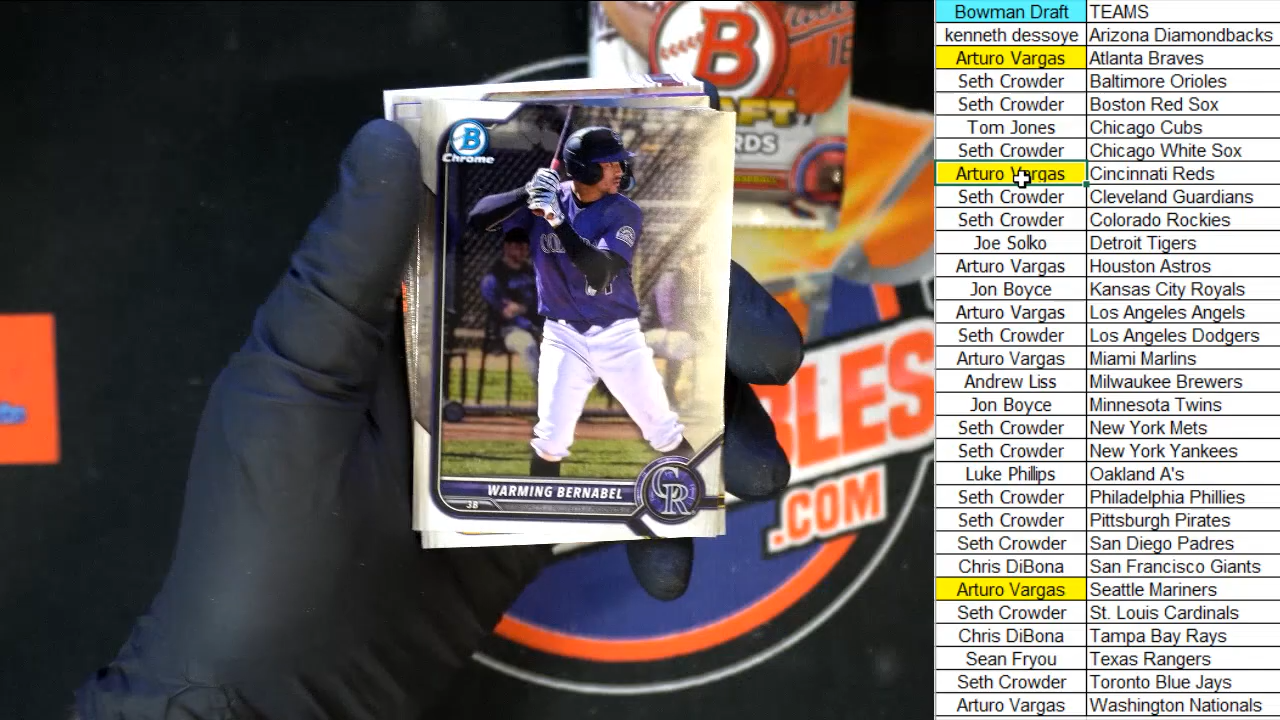 B
18
DRAFT
CARDS
B
Chrome
WARMING BERNABEL
3B
CR
BLES
.COM
Bowman Draft TEAMS
kenneth dessoye Arizona Diamondbacks
Arturo Vargas Atlanta Braves
Seth Crowder Baltimore Orioles
Seth Crowder Boston Red Sox
Tom Jones Chicago Cubs
Seth Crowder Chicago White Sox
Arturo Vargas Cincinnati Reds
Seth Crowder Cleveland Guardians
Seth Crowder Colorado Rockies
Joe Solko Detroit Tigers
Arturo Vargas Houston Astros
Jon Boyce Kansas City Royals
Arturo Vargas Los Angeles Angels
Seth Crowder Los Angeles Dodgers
Arturo Vargas Miami Marlins
Andrew Liss Milwaukee Brewers
Jon Boyce Minnesota Twins
Seth Crowder New York Mets
Seth Crowder New York Yankees
Luke Phillips Oakland A's
Seth Crowder Philadelphia Phillies
Seth Crowder Pittsburgh Pirates
Seth Crowder San Diego Padres
Chris DiBona San Francisco Giants
Arturo Vargas Seattle Mariners
Seth Crowder St. Louis Cardinals
Chris DiBona Tampa Bay Rays
Sean Fryou Texas Rangers
Seth Crowder Toronto Blue Jays
Arturo Vargas Washington Nationals